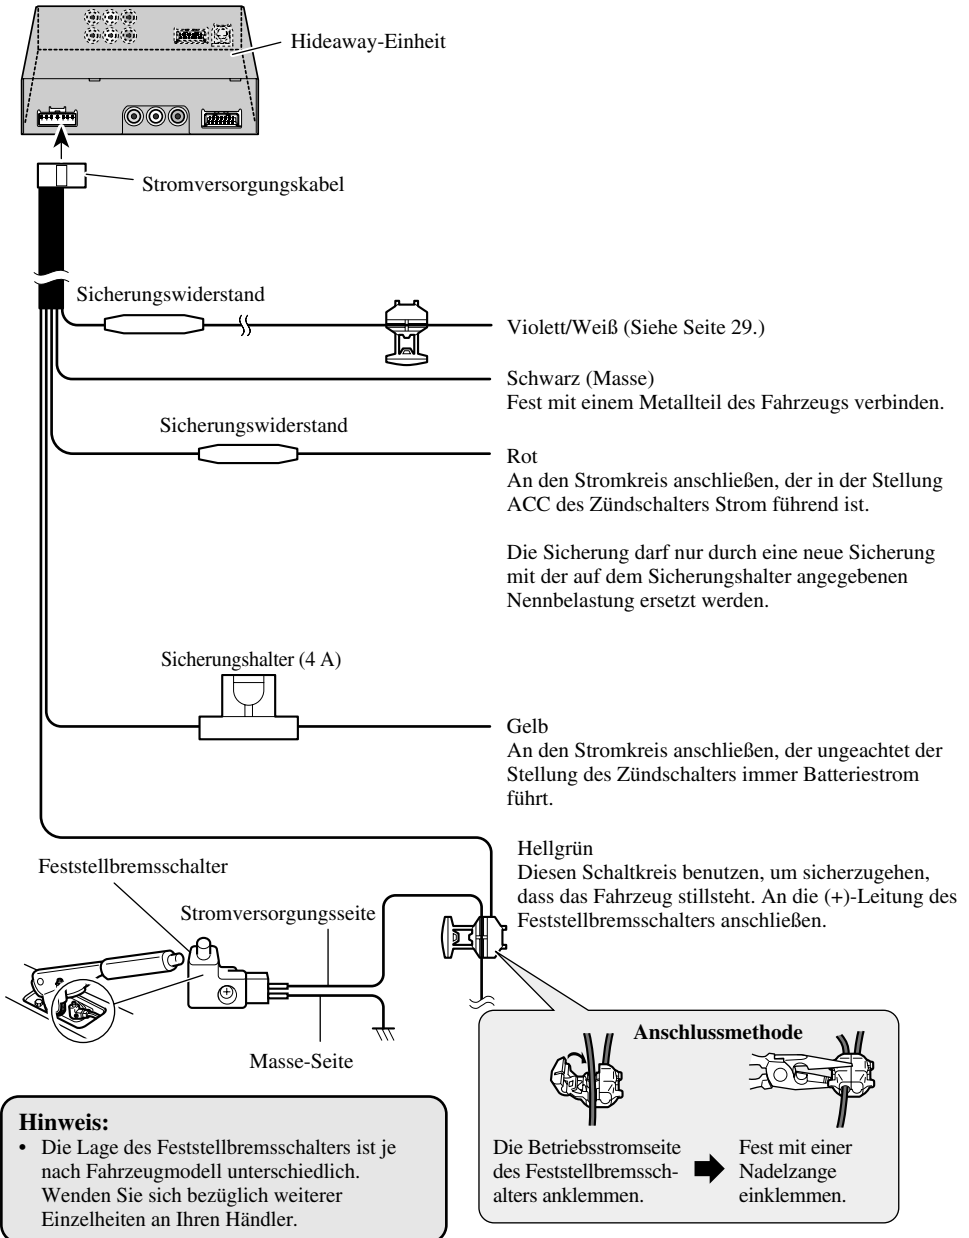 Hideaway-Einheit
Stromversorgungskabel
Sicherungswiderstand
Violett/Weiß (Siehe Seite 29.)
Schwarz (Masse)
Fest mit einem Metallteil des Fahrzeugs verbinden.
Sicherungswiderstand
Rot
An den Stromkreis anschließen, der in der Stellung
ACC des Zündschalters Strom führend ist.
Die Sicherung darf nur durch eine neue Sicherung
mit der auf dem Sicherungshalter angegebenen
Nennbelastung ersetzt werden.
Sicherungshalter (4 A)
Gelb
An den Stromkreis anschließen, der ungeachtet der
Stellung des Zündschalters immer Batteriestrom
führt.
Hellgrün
Diesen Schaltkreis benutzen, um sicherzugehen,
dass das Fahrzeug stillsteht. An die (+)-Leitung des
Feststellbremsschalters anschließen.
Feststellbremsschalter
Stromversorgungsseite
Masse-Seite
Anschlussmethode
Die Betriebsstromseite
des Feststellbremssch-
alters anklemmen.
Fest mit einer
Nadelzange
einklemmen.
Hinweis:
• Die Lage des Feststellbremsschalters ist je
nach Fahrzeugmodell unterschiedlich.
Wenden Sie sich bezüglich weiterer
Einzelheiten an Ihren Händler.